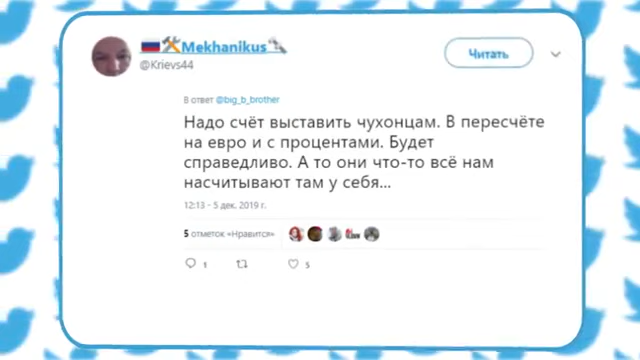 Mekhanikus
@Krievs44
Читать
В ответ @big_b_brother
Надо счёт выставить чухонцам. В пересчёте
на евро и с процентами. Будет
справедливо. А то они что-то всё нам
насчитывают там у себя...
12:13 - 5 дек. 2019 г.
5 отметок «Нравится»
1
5